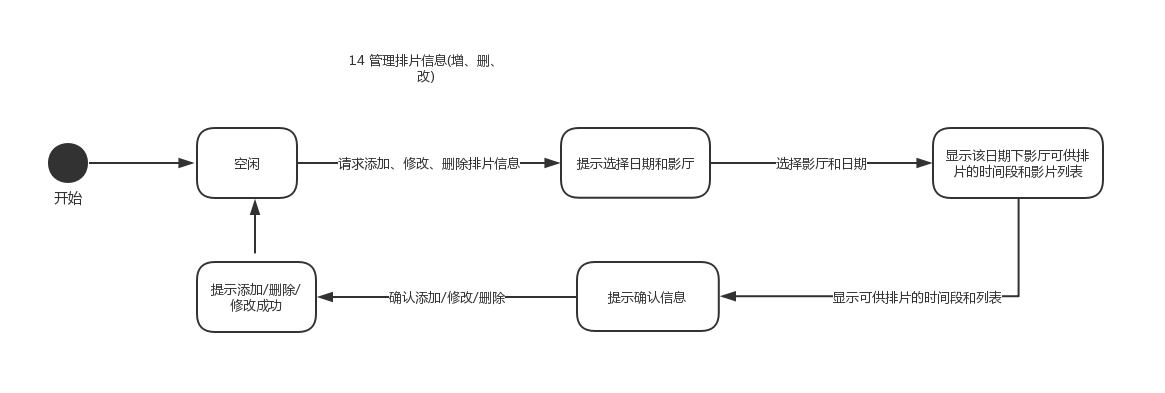 14 管理排片信息(增、删、
改)
开始
空闲
请求添加、修改、删除排片信息
提示选择日期和影厅
选择影厅和日期
显示该日期下影厅可供排
片的时间段和影片列表
显示可供排片的时间段和列表
提示确认信息
确认添加/修改/删除
提示添加/删除/
修改成功